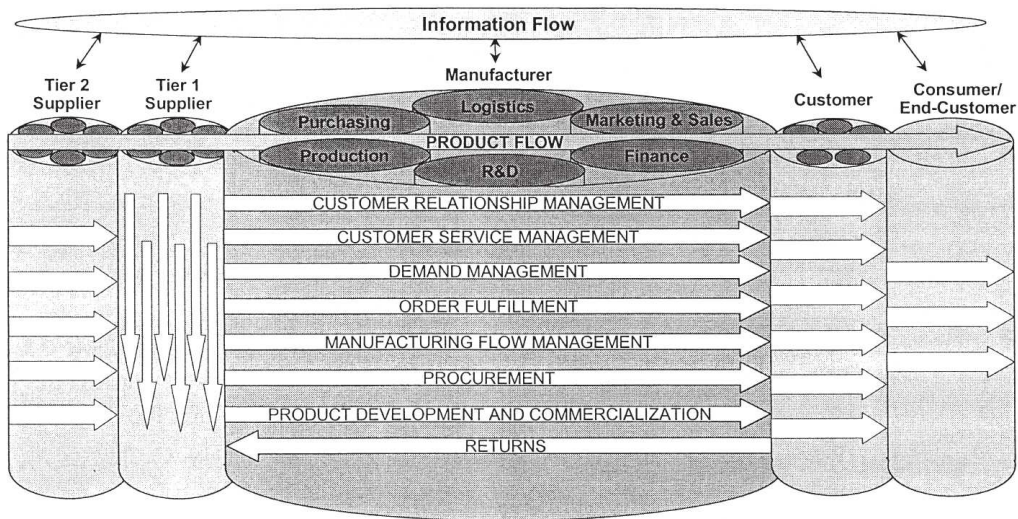 Information Flow
Tier 2
Supplier
Tier 1
Supplier
Manufacturer
Customer
Consumer/
End-Customer
Logistics
Purchasing
Marketing & Sales
PRODUCT FLOW
Production
Finance
R&D
CUSTOMER RELATIONSHIP MANAGEMENT
CUSTOMER SERVICE MANAGEMENT
DEMAND MANAGEMENT
ORDER FULFILLMENT
MANUFACTURING FLOW MANAGEMENT
PROCUREMENT
PRODUCT DEVELOPMENT AND COMMERCIALIZATION
RETURNS